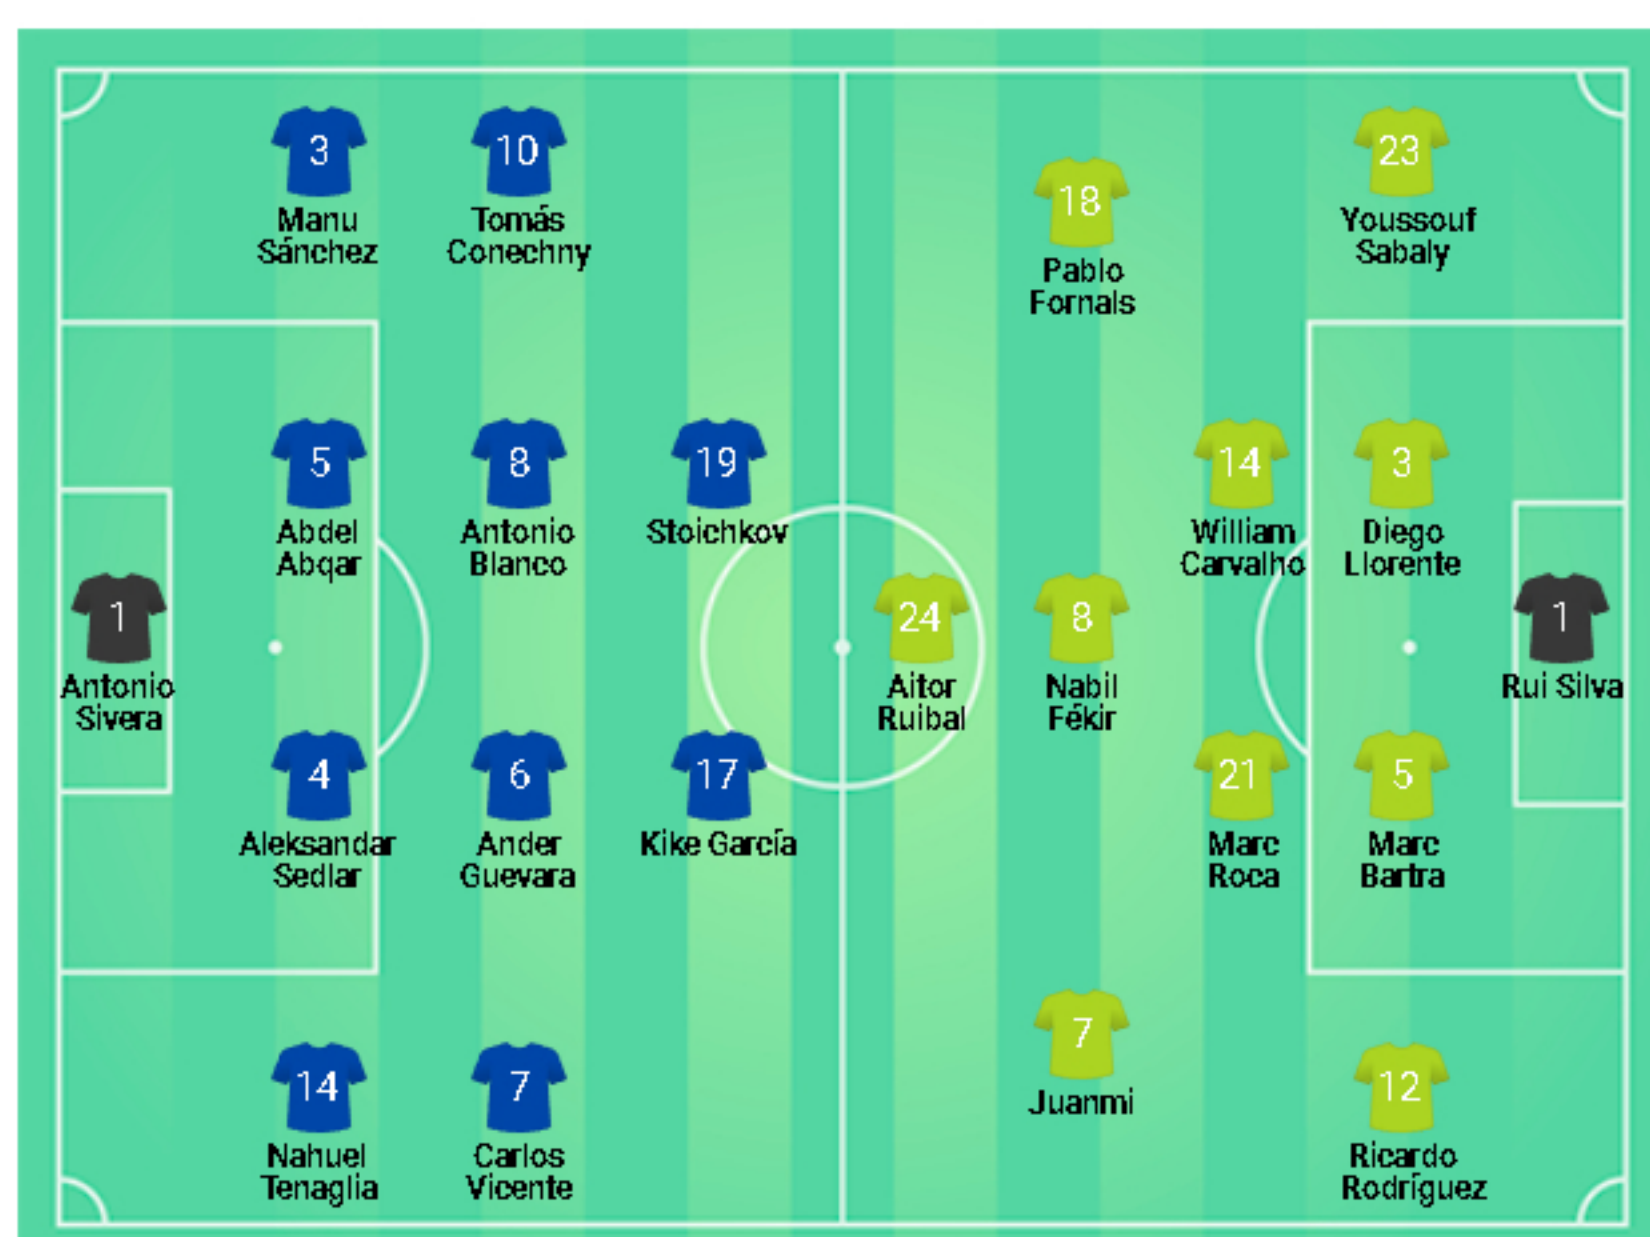 3
Manu
Sánchez
10
Tomás
Conechny
18
Pablo
Fornals
23
Youssouf
Sabaly
5
Abdel
Abqar
8
Antonio
Blanco
19
Stoichkov
14
William
Carvalho
3
Diego
Llorente
1
Antonio
Sivera
24
Aitor
Ruibal
8
Nabil
Fékir
1
Rui Silva
4
Aleksandar
Sedlar
6
Ander
Guevara
17
Kike García
21
Marc
Roca
5
Marc
Bartra
14
Nahuel
Tenaglia
7
Carlos
Vicente
7
Juanmi
12
Ricardo
Rodríguez